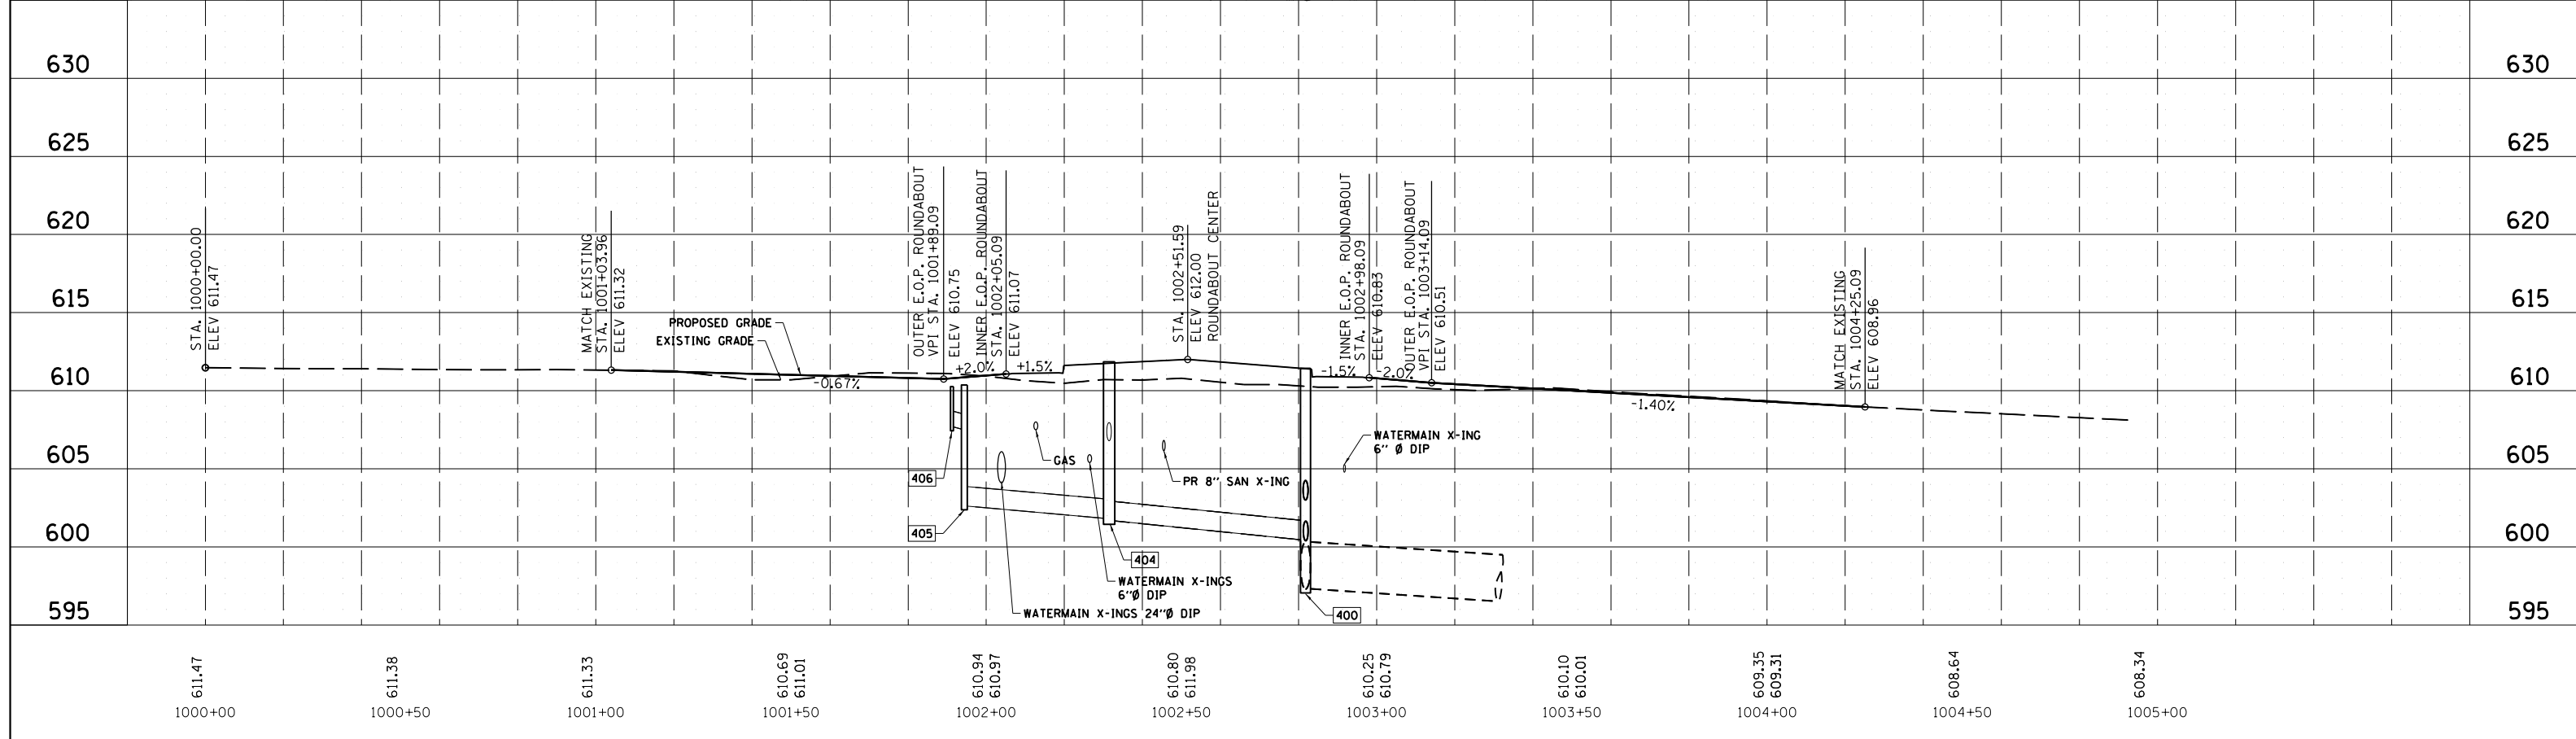 630
630
625
625
620
620
615
615
610
610
605
605
600
600
595
595
STA. 1000+00.00
ELEV 611.47
MATCH EXISTING
STA. 1001+03.96
ELEV 611.32
PROPOSED GRADE
EXISTING GRADE
-0.67%
OUTER E.O.P. ROUNDABOUT
VPI STA. 1001+89.09
ELEV 610.75
+2.0%
INNER E.O.P. ROUNDABOUT
STA. 1002+05.09
ELEV 611.07
+1.5%
STA. 1002+51.59
ELEV 612.00
ROUNDABOUT CENTER
INNER E.O.P. ROUNDABOUT
STA. 1002+98.09
ELEV 610.83
-1.5%
-2.0%
OUTER E.O.P. ROUNDABOUT
VPI STA. 1003+14.09
ELEV 610.51
-1.40%
MATCH EXISTING
STA. 1004+25.09
ELEV 608.96
406
405
GAS
PR 8'' SAN X-ING
WATERMAIN X-ING
6'' Ø DIP
404
WATERMAIN X-INGS
6''Ø DIP
WATERMAIN X-INGS 24''Ø DIP
400
611.47
611.38
611.33
610.69
611.01
610.94
610.97
610.80
611.98
610.25
610.79
610.10
610.01
609.35
609.31
608.64
608.34
1000+00
1000+50
1001+00
1001+50
1002+00
1002+50
1003+00
1003+50
1004+00
1004+50
1005+00